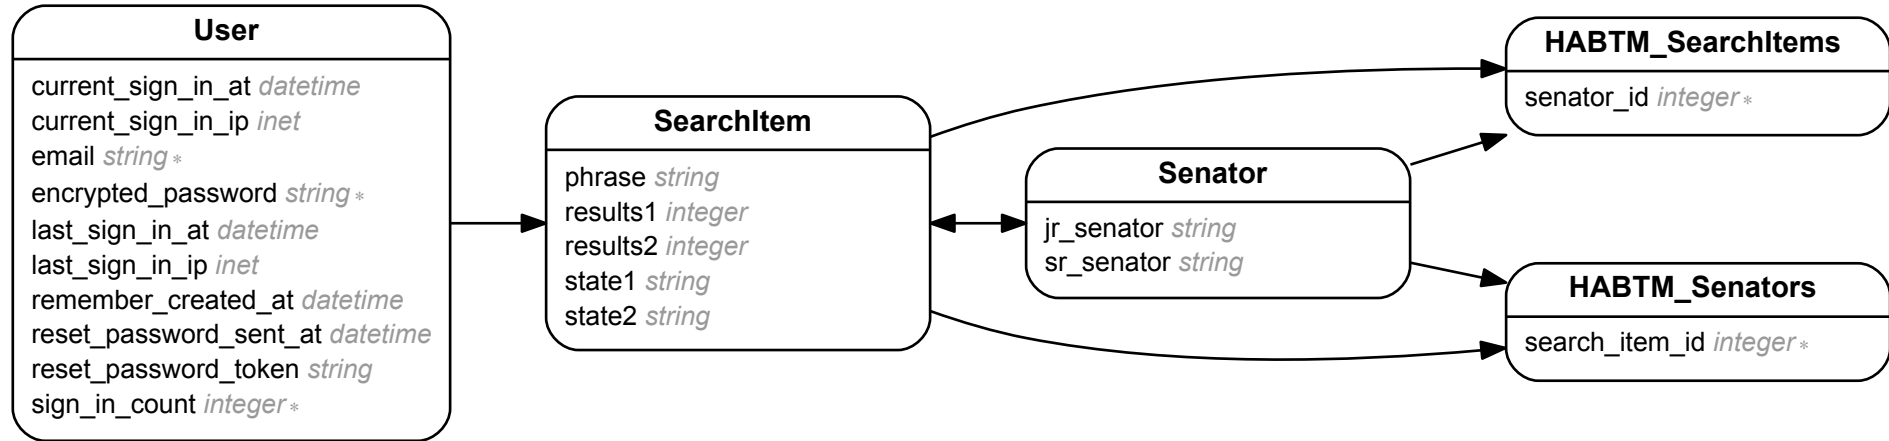 User
current_sign_in_at datetime
current_sign_in_ip inet
email string *
encrypted_password string *
last_sign_in_at datetime
last_sign_in_ip inet
remember_created_at datetime
reset_password_sent_at datetime
reset_password_token string
sign_in_count integer *
SearchItem
phrase string
results1 integer
results2 integer
state1 string
state2 string
Senator
jr_senator string
sr_senator string
HABTM_SearchItems
senator_id integer *
HABTM_Senators
search_item_id integer *